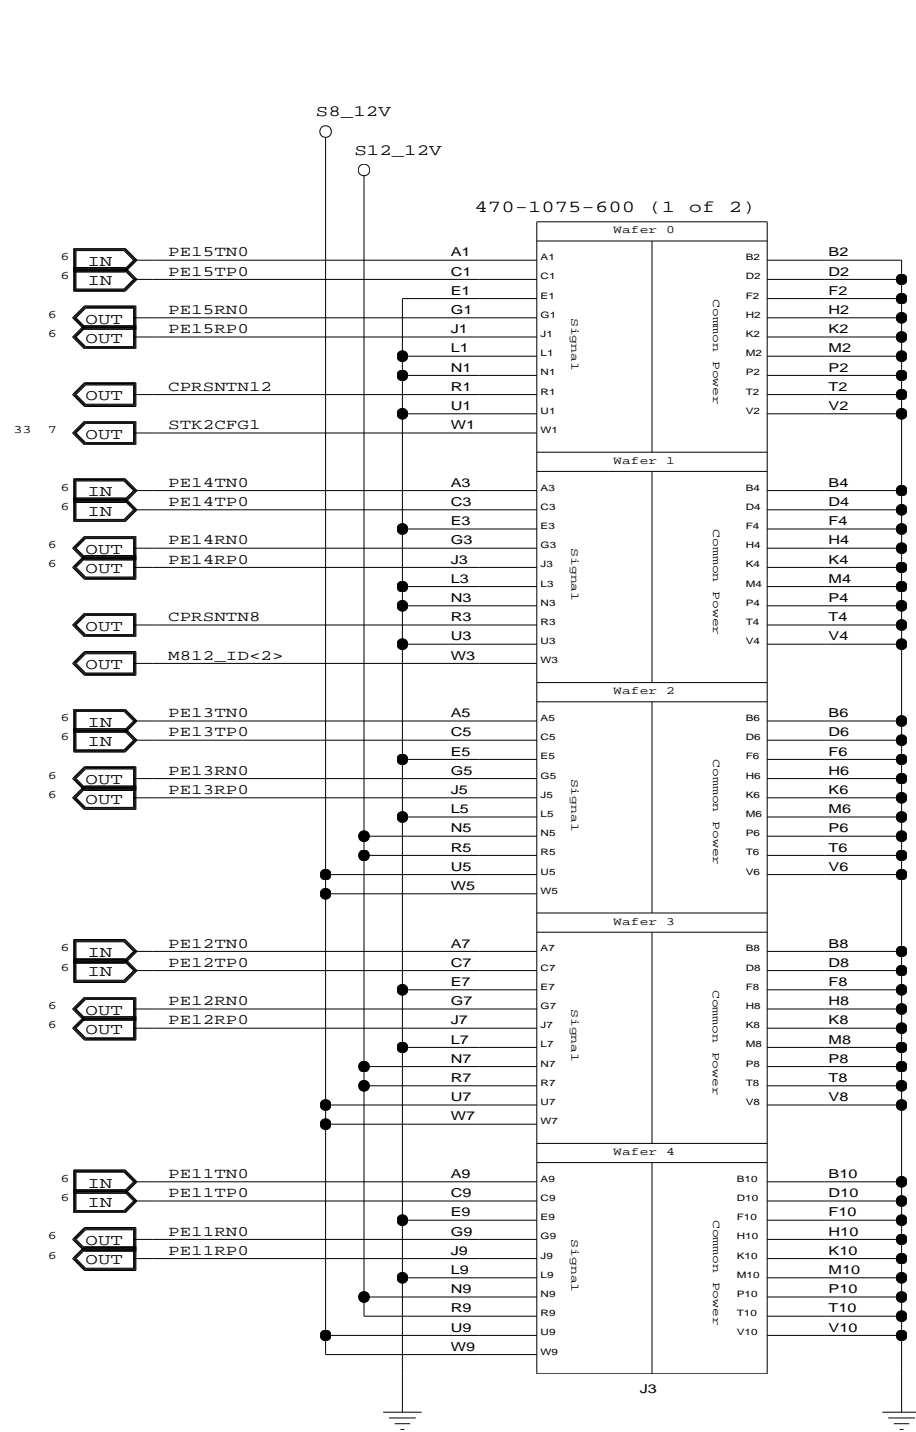 S8_12V
S12_12V
470-1075-600 (1 of 2)
Wafer 0
6 IN PE15TN0 A1 A1 B2 B2
6 IN PE15TP0 C1 C1 D2 D2
E1 E1 F2 F2
6 OUT PE15RN0 G1 G1 H2 H2
6 OUT PE15RP0 J1 J1 K2 K2
L1 L1 M2 M2
N1 N1 P2 P2
OUT CPRSNTN12 R1 R1 T2 T2
U1 U1 V2 V2
33 7 OUT STK2CFG1 W1 W1
Signal
Common Power
Wafer 1
6 IN PE14TN0 A3 A3 B4 B4
6 IN PE14TP0 C3 C3 D4 D4
E3 E3 F4 F4
6 OUT PE14RN0 G3 G3 H4 H4
6 OUT PE14RP0 J3 J3 K4 K4
L3 L3 M4 M4
N3 N3 P4 P4
OUT CPRSNTN8 R3 R3 T4 T4
U3 U3 V4 V4
OUT M812_ID<2> W3 W3
Signal
Common Power
Wafer 2
6 IN PE13TN0 A5 A5 B6 B6
6 IN PE13TP0 C5 C5 D6 D6
E5 E5 F6 F6
6 OUT PE13RN0 G5 G5 H6 H6
6 OUT PE13RP0 J5 J5 K6 K6
L5 L5 M6 M6
N5 N5 P6 P6
R5 R5 T6 T6
U5 U5 V6 V6
W5 W5
Signal
Common Power
Wafer 3
6 IN PE12TN0 A7 A7 B8 B8
6 IN PE12TP0 C7 C7 D8 D8
E7 E7 F8 F8
6 OUT PE12RN0 G7 G7 H8 H8
6 OUT PE12RP0 J7 J7 K8 K8
L7 L7 M8 M8
N7 N7 P8 P8
R7 R7 T8 T8
U7 U7 V8 V8
W7 W7
Signal
Common Power
Wafer 4
6 IN PE11TN0 A9 A9 B10 B10
6 IN PE11TP0 C9 C9 D10 D10
E9 E9 F10 F10
6 OUT PE11RN0 G9 G9 H10 H10
6 OUT PE11RP0 J9 J9 K10 K10
L9 L9 M10 M10
N9 N9 P10 P10
R9 R9 T10 T10
U9 U9 V10 V10
W9 W9
Signal
Common Power
J3